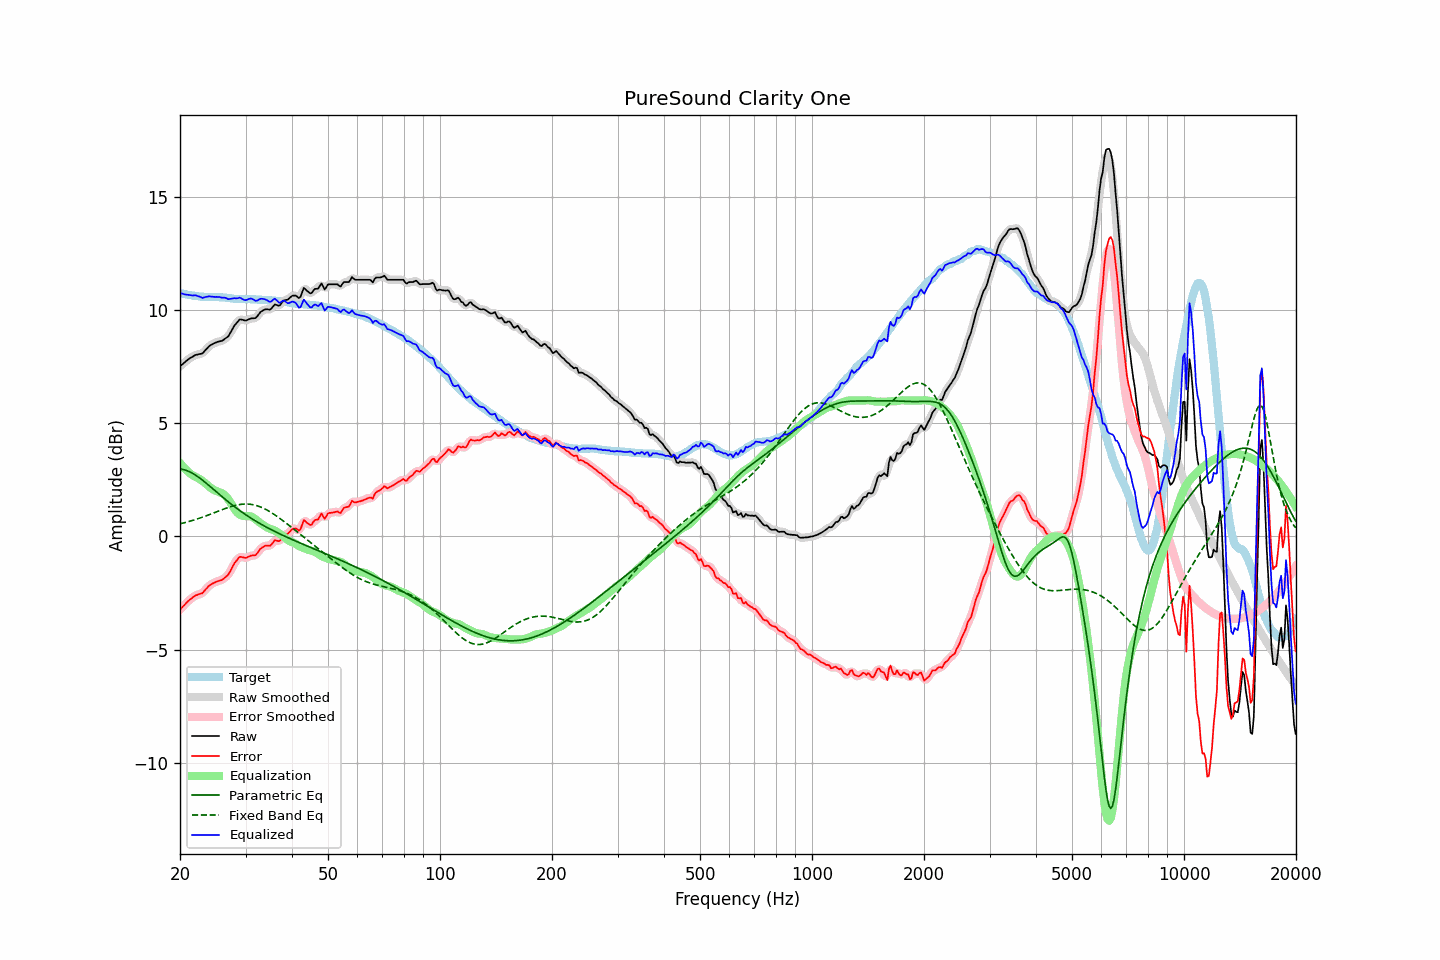 PureSound Clarity One
Amplitude (dBr)
15
10
5
0
−5
−10
Target
Raw Smoothed
Error Smoothed
Raw
Error
Equalization
Parametric Eq
Fixed Band Eq
Equalized
20 50 100 200 500 1000 2000 5000 10000 20000
Frequency (Hz)